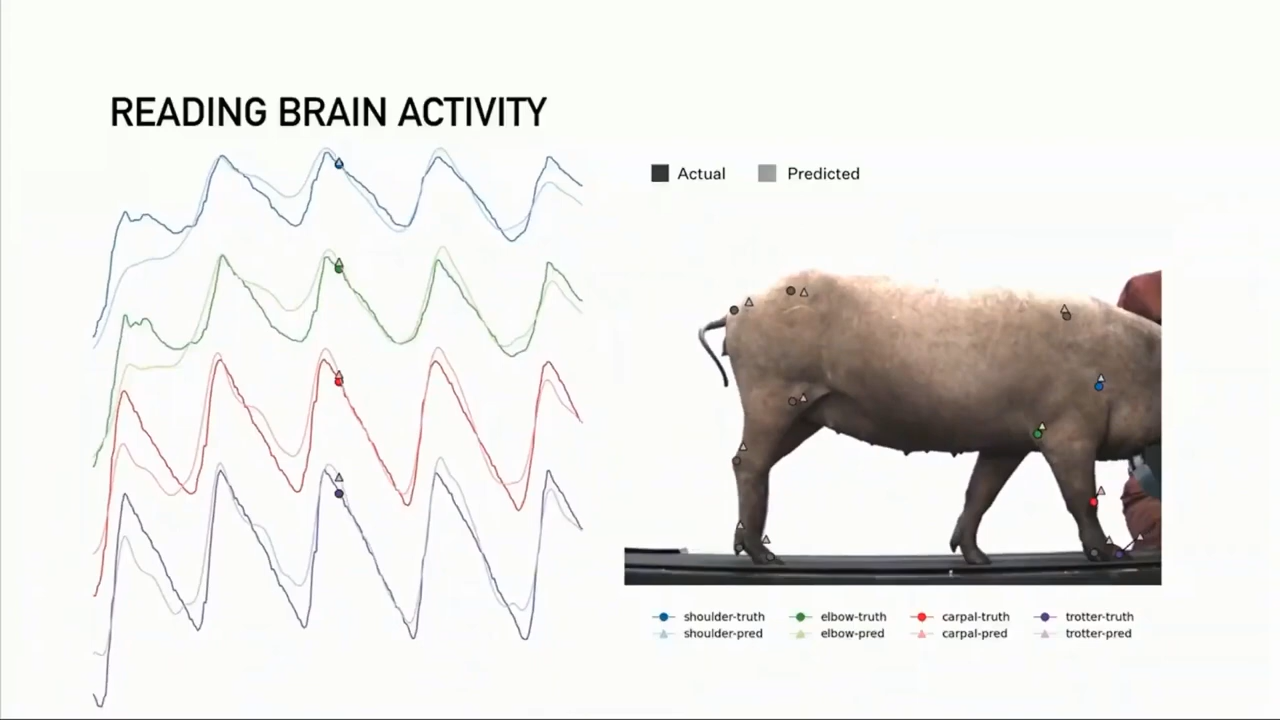 READING BRAIN ACTIVITY
Actual Predicted
shoulder-truth elbow-truth carpal-truth trotter-truth
shoulder-pred elbow-pred carpal-pred trotter-pred